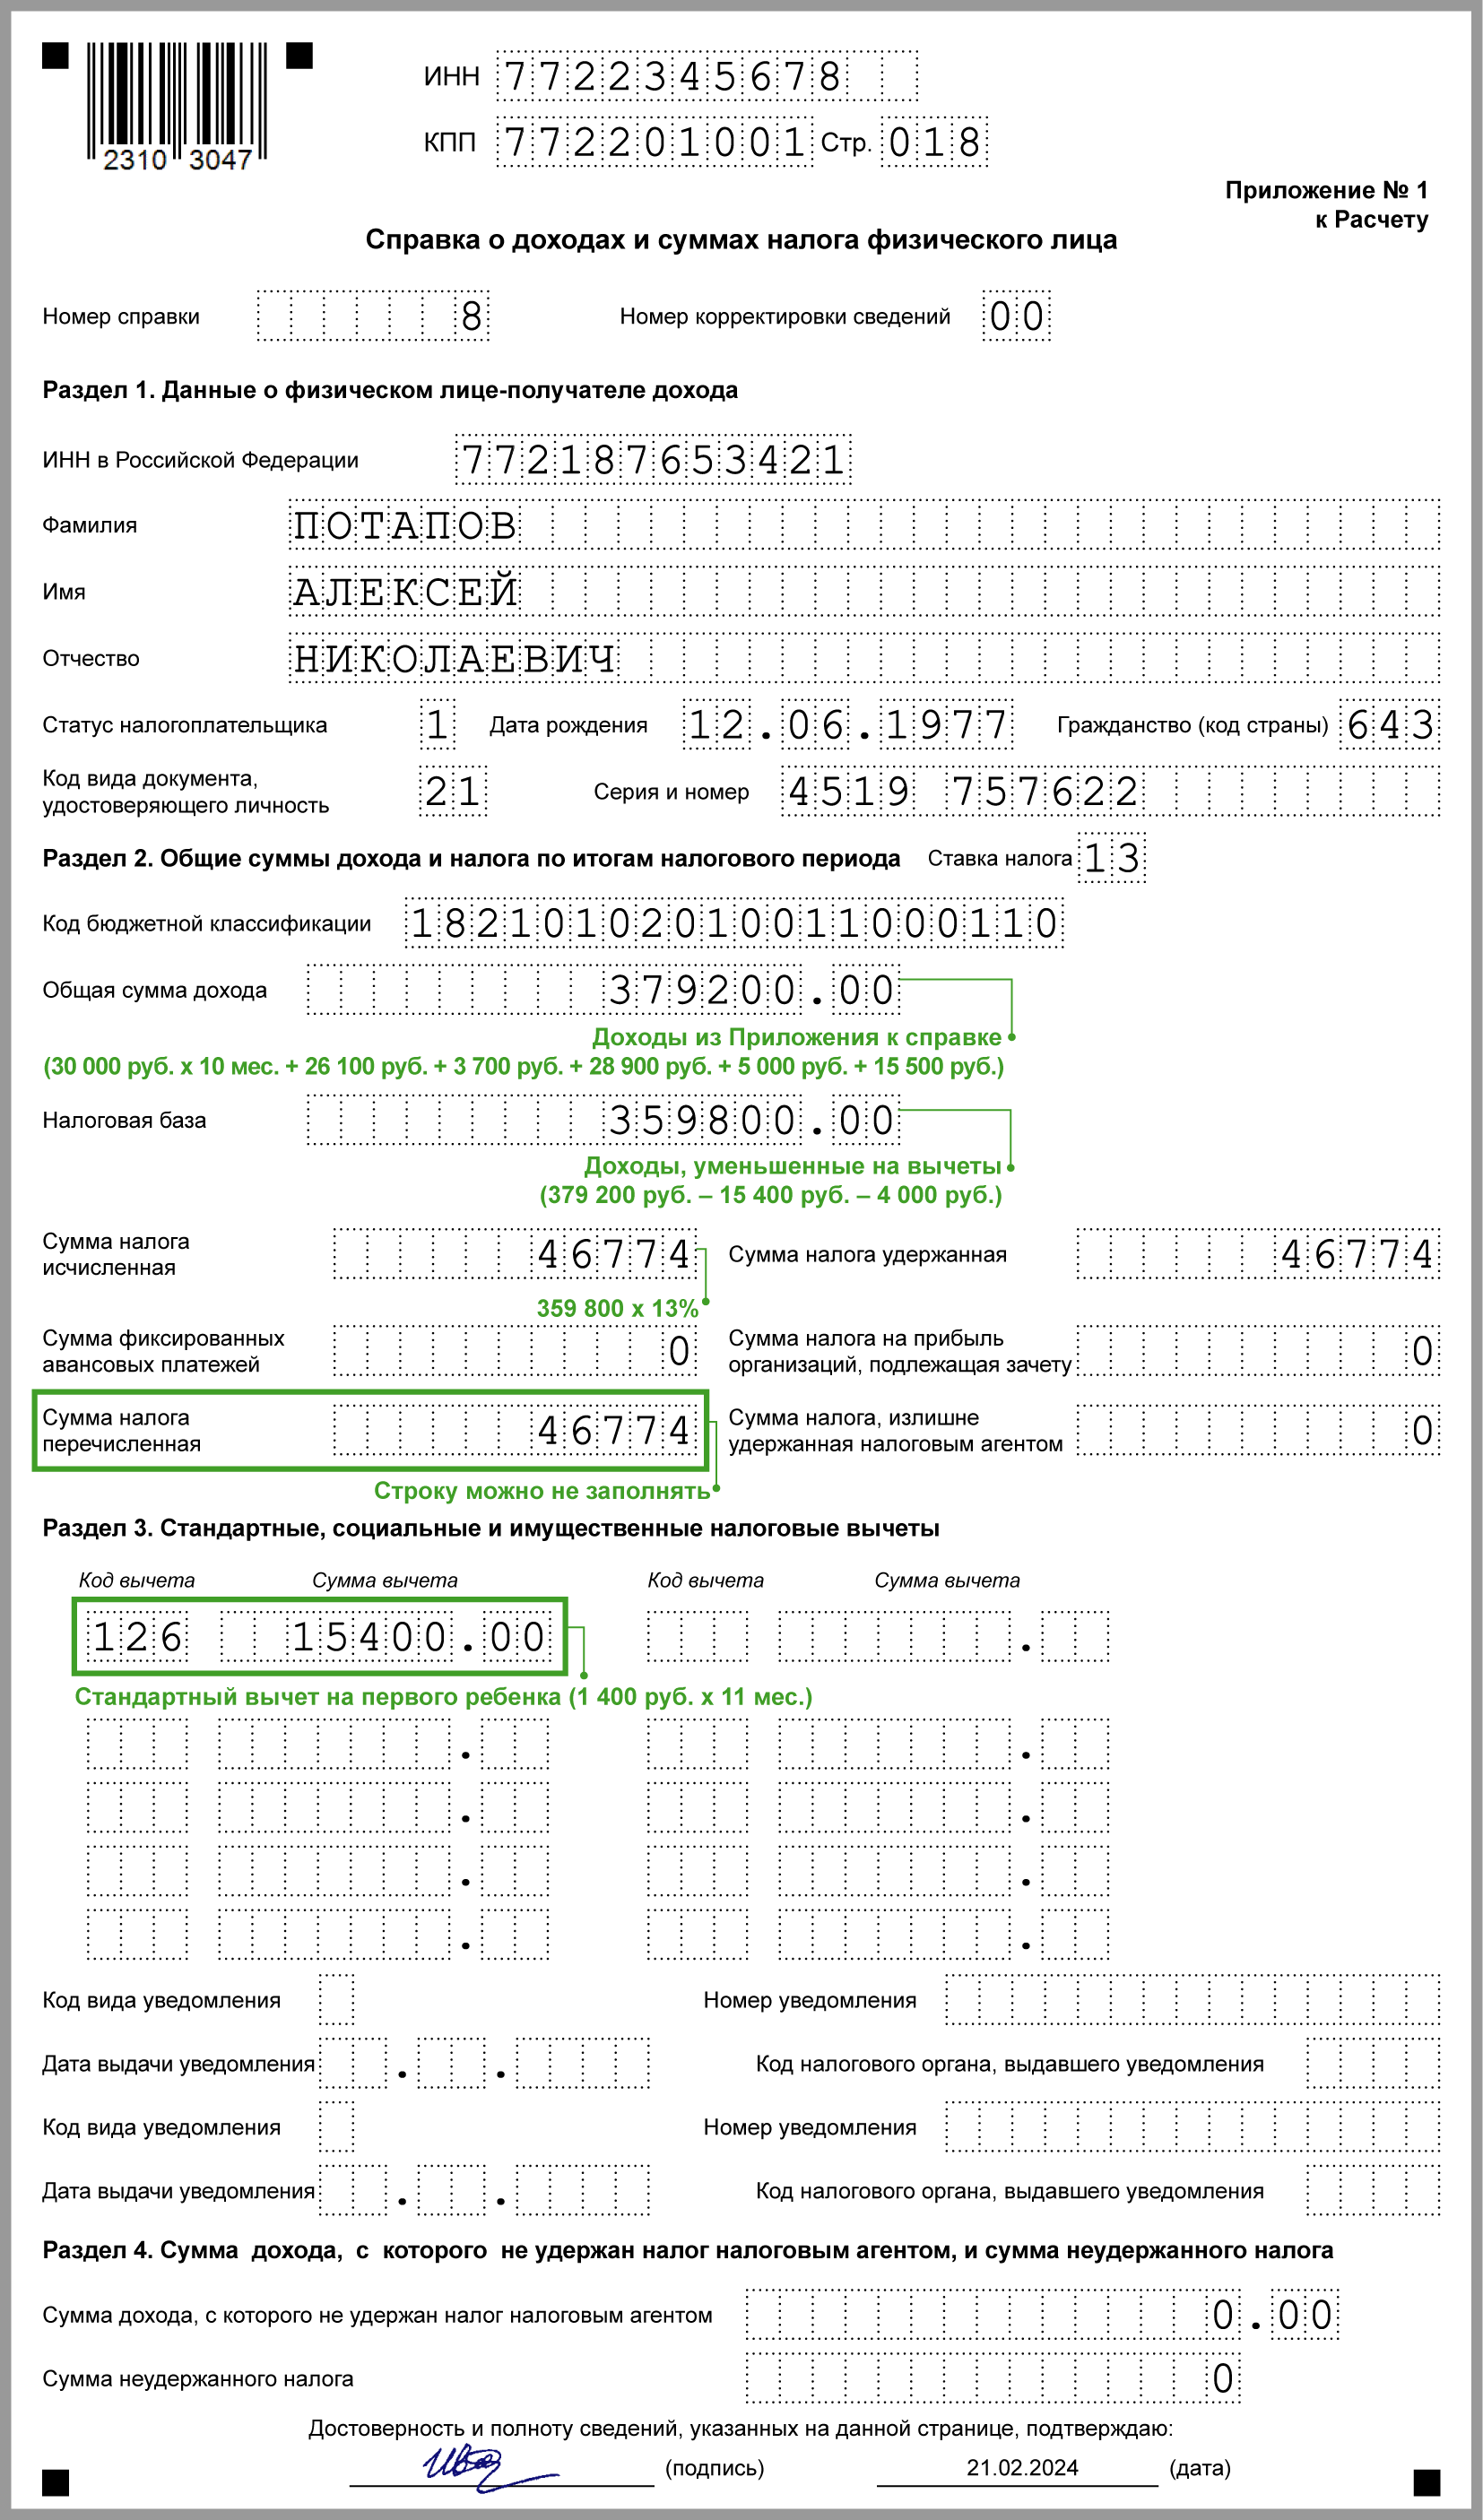 ИНН 7722345678
КПП 772201001 Стр. 018
2310 3047
Приложение № 1
к Расчету
Справка о доходах и суммах налога физического лица
Номер справки 8 Номер корректировки сведений 00
Раздел 1. Данные о физическом лице-получателе дохода
ИНН в Российской Федерации 772187653421
Фамилия ПОТАПОВ
Имя АЛЕКСЕЙ
Отчество НИКОЛАЕВИЧ
Статус налогоплательщика 1 Дата рождения 12.06.1977 Гражданство (код страны) 643
Код вида документа,
удостоверяющего личность 21 Серия и номер 4519 757622
Раздел 2. Общие суммы дохода и налога по итогам налогового периода Ставка налога 13
Код бюджетной классификации 18210102010011000110
Общая сумма дохода 379200.00
Доходы из Приложения к справке
(30 000 руб. х 10 мес. + 26 100 руб. + 3 700 руб. + 28 900 руб. + 5 000 руб. + 15 500 руб.)
Налоговая база 359800.00
Доходы, уменьшенные на вычеты
(379 200 руб. – 15 400 руб. – 4 000 руб.)
Сумма налога
исчисленная 46774 Сумма налога удержанная 46774
359 800 х 13%
Сумма фиксированных
авансовых платежей 0 Сумма налога на прибыль
организаций, подлежащая зачету 0
Сумма налога
перечисленная 46774 Сумма налога, излишне
удержанная налоговым агентом 0
Строку можно не заполнять
Раздел 3. Стандартные, социальные и имущественные налоговые вычеты
Код вычета Сумма вычета Код вычета Сумма вычета
126 15400.00 .
Стандартный вычет на первого ребенка (1 400 руб. х 11 мес.)
. .
. .
. .
. .
Код вида уведомления Номер уведомления
Дата выдачи уведомления . . Код налогового органа, выдавшего уведомления
Код вида уведомления Номер уведомления
Дата выдачи уведомления . . Код налогового органа, выдавшего уведомления
Раздел 4. Сумма дохода, с которого не удержан налог налоговым агентом, и сумма неудержанного налога
Сумма дохода, с которого не удержан налог налоговым агентом 0.00
Сумма неудержанного налога 0
Достоверность и полноту сведений, указанных на данной странице, подтверждаю:
(подпись) 21.02.2024 (дата)